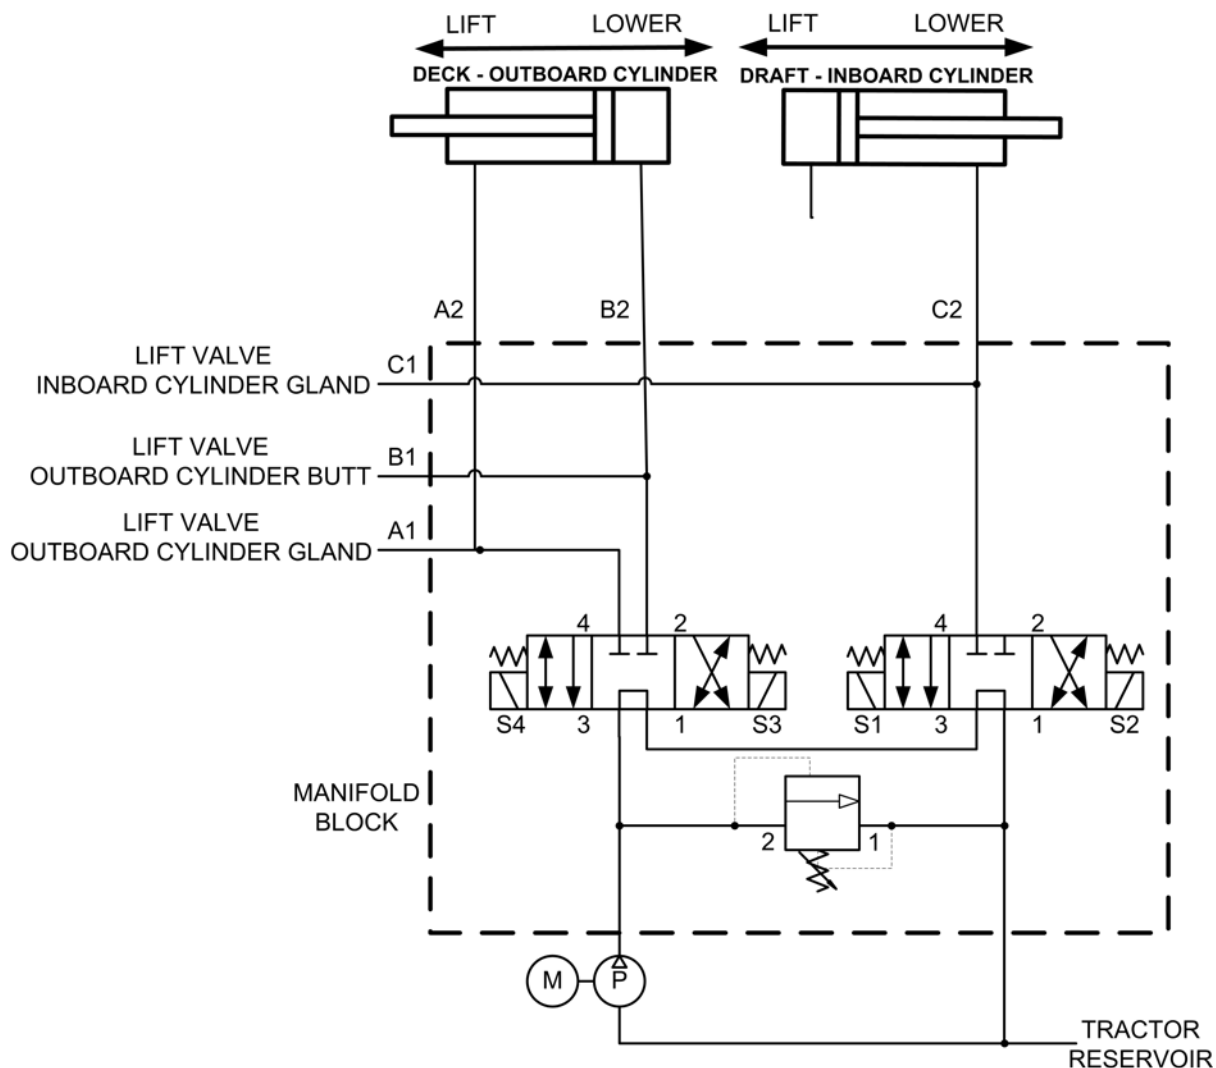 LIFT LOWER LIFT LOWER
DECK - OUTBOARD CYLINDER DRAFT - INBOARD CYLINDER
A2 B2 C2
LIFT VALVE
INBOARD CYLINDER GLAND
C1
LIFT VALVE
OUTBOARD CYLINDER BUTT
B1
LIFT VALVE
OUTBOARD CYLINDER GLAND
A1
4 2 4 2
S4 3 1 S3 S1 3 1 S2
MANIFOLD
BLOCK
2 1
M P
TRACTOR
RESERVOIR